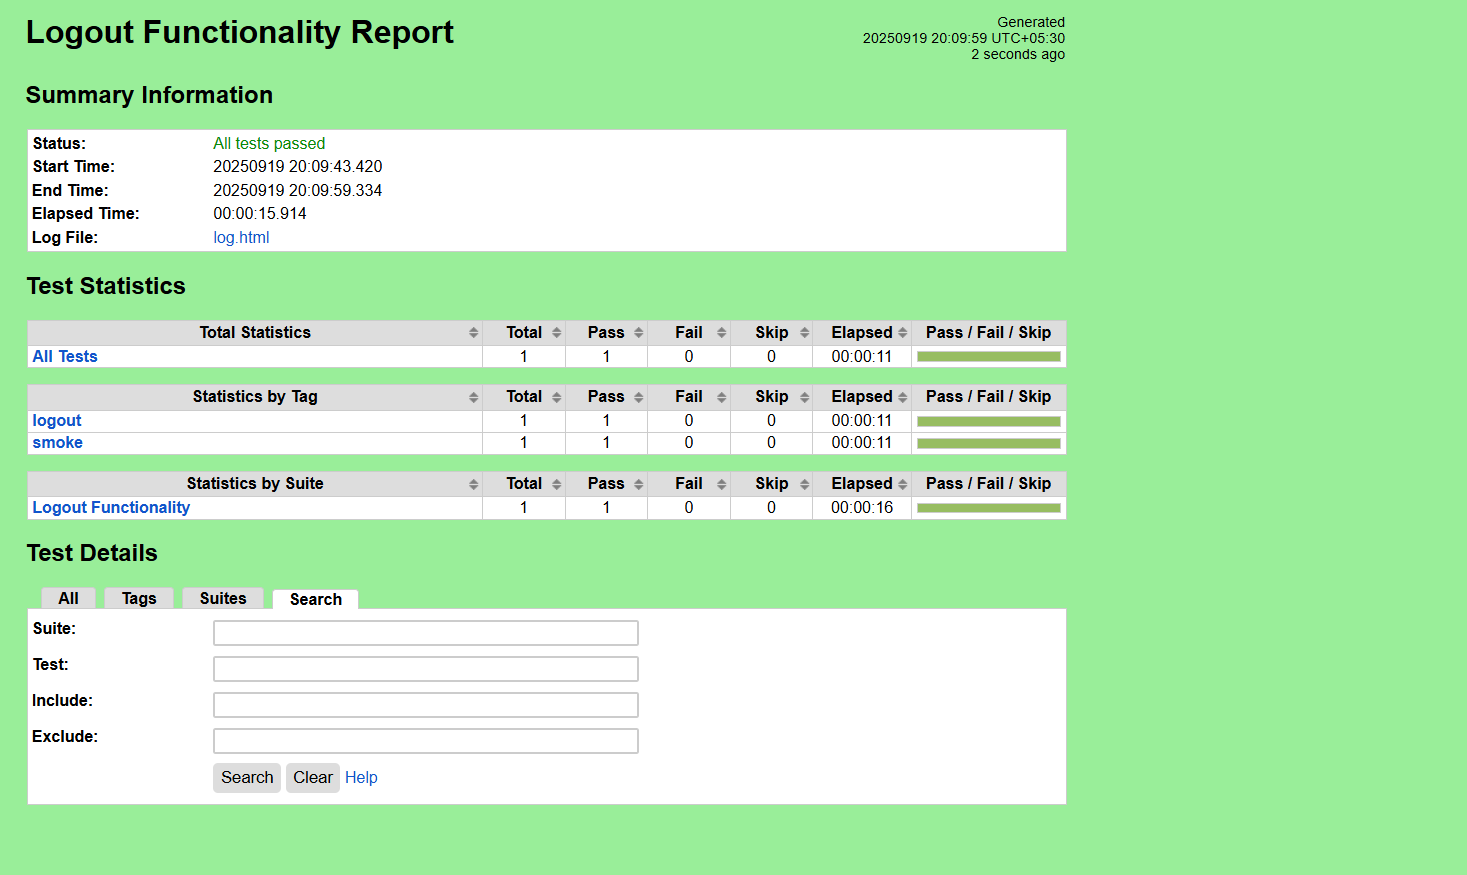 Logout Functionality Report
Generated
20250919 20:09:59 UTC+05:30
2 seconds ago
Summary Information
Status: All tests passed
Start Time: 20250919 20:09:43.420
End Time: 20250919 20:09:59.334
Elapsed Time: 00:00:15.914
Log File: log.html
Test Statistics
Total Statistics Total Pass Fail Skip Elapsed Pass / Fail / Skip
All Tests 1 1 0 0 00:00:11
Statistics by Tag Total Pass Fail Skip Elapsed Pass / Fail / Skip
logout 1 1 0 0 00:00:11
smoke 1 1 0 0 00:00:11
Statistics by Suite Total Pass Fail Skip Elapsed Pass / Fail / Skip
Logout Functionality 1 1 0 0 00:00:16
Test Details
All Tags Suites Search
Suite:
Test:
Include:
Exclude:
Search Clear Help